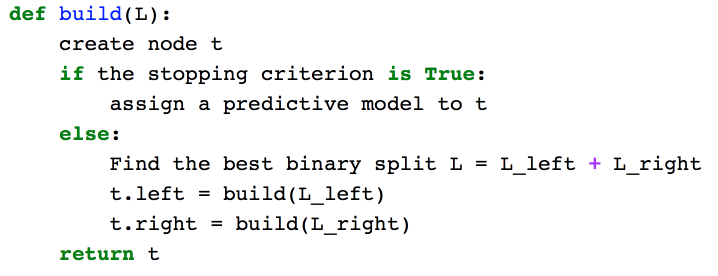 def build(L):
    create node t
    if the stopping criterion is True:
        assign a predictive model to t
    else:
        Find the best binary split L = L_left + L_right
        t.left = build(L_left)
        t.right = build(L_right)
    return t